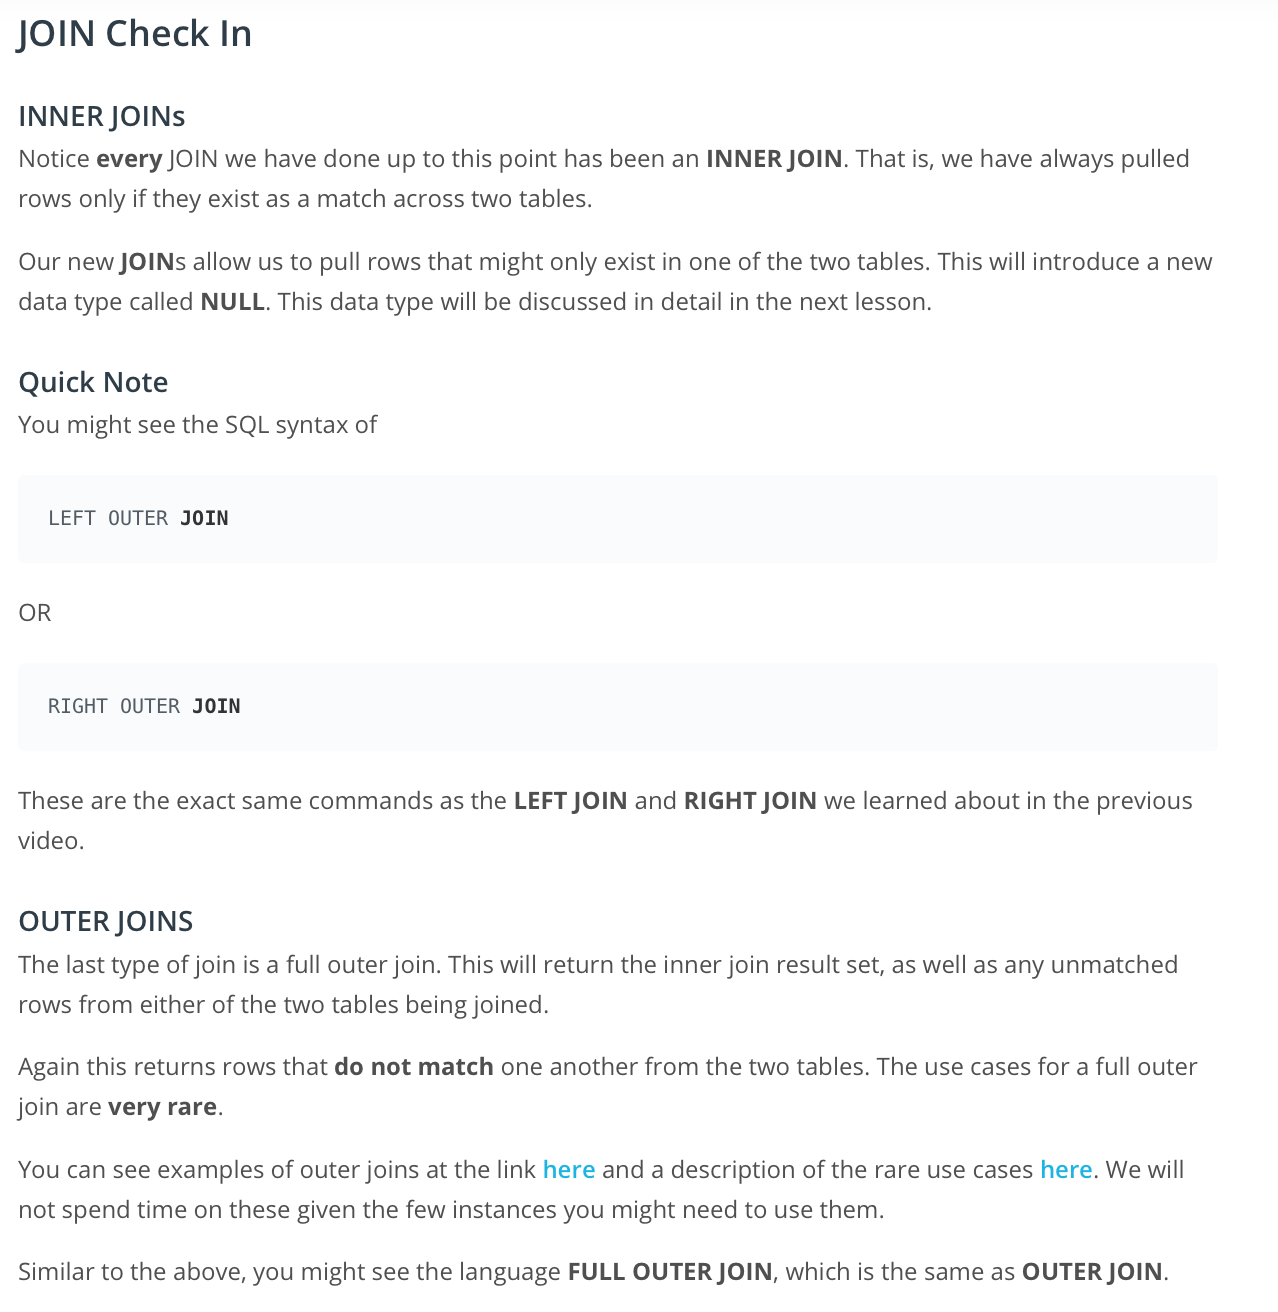 JOIN Check In
INNER JOINs
Notice every JOIN we have done up to this point has been an INNER JOIN. That is, we have always pulled
rows only if they exist as a match across two tables.
Our new JOINs allow us to pull rows that might only exist in one of the two tables. This will introduce a new
data type called NULL. This data type will be discussed in detail in the next lesson.
Quick Note
You might see the SQL syntax of
LEFT OUTER JOIN
OR
RIGHT OUTER JOIN
These are the exact same commands as the LEFT JOIN and RIGHT JOIN we learned about in the previous
video.
OUTER JOINS
The last type of join is a full outer join. This will return the inner join result set, as well as any unmatched
rows from either of the two tables being joined.
Again this returns rows that do not match one another from the two tables. The use cases for a full outer
join are very rare.
You can see examples of outer joins at the link here and a description of the rare use cases here. We will
not spend time on these given the few instances you might need to use them.
Similar to the above, you might see the language FULL OUTER JOIN, which is the same as OUTER JOIN.